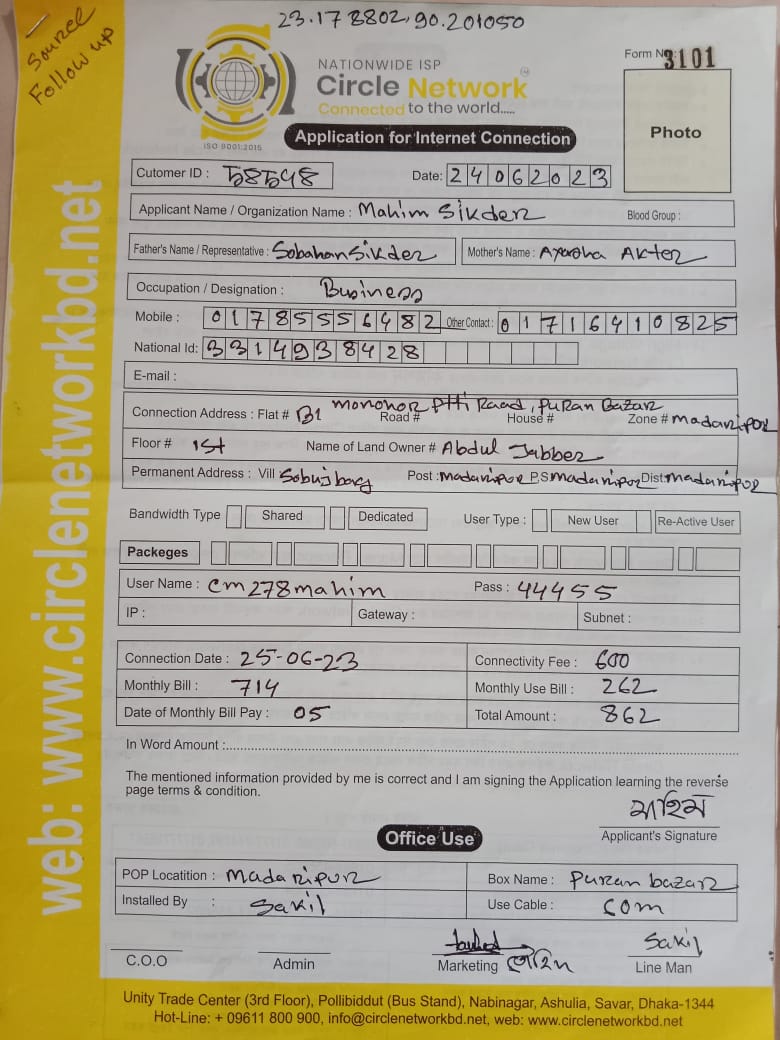 23.178802,90.201050
Source
Follow up
NATIONWIDE ISP
Circle Network
Connected to the world.....
ISO 9001:2015
Form No: 3101
Photo
Application for Internet Connection
Cutomer ID : 58548 Date: 24062023
Applicant Name / Organization Name : Mahim Sikder Blood Group :
Father's Name / Representative : Sobahan Sikder Mother's Name : Ayaesha Akter
Occupation / Designation : Business
Mobile : 01785556482 Other Contact : 01716410825
National Id: 3314938428
E-mail :
Connection Address : Flat # B1 Monohor Ptti Raad, Puran Bazar Road # House # Zone # Madaripor
Floor # 1st Name of Land Owner # Abdul Jabber
Permanent Address : Vill Sobujbag Post : Madaripor P.S Madaripor Dist: Madaripor
Bandwidth Type Shared Dedicated User Type : New User Re-Active User
Packeges
User Name : cm278mahim Pass : 44455
IP : Gateway : Subnet :
Connection Date : 25-06-23 Connectivity Fee : 600
Monthly Bill : 714 Monthly Use Bill : 262
Date of Monthly Bill Pay : 05 Total Amount : 862
In Word Amount :
The mentioned information provided by me is correct and I am signing the Application learning the reverse
page terms & condition.
মাহিম
Applicant's Signature
Office Use
POP Locatition : Madaripur Box Name : Puran bazar
Installed By : Sakil Use Cable : com
Sakil
C.O.O Admin Marketing Line Man
Unity Trade Center (3rd Floor), Pollibiddut (Bus Stand), Nabinagar, Ashulia, Savar, Dhaka-1344
Hot-Line: + 09611 800 900, info@circlenetworkbd.net, web: www.circlenetworkbd.net
web: www.circlenetworkbd.net